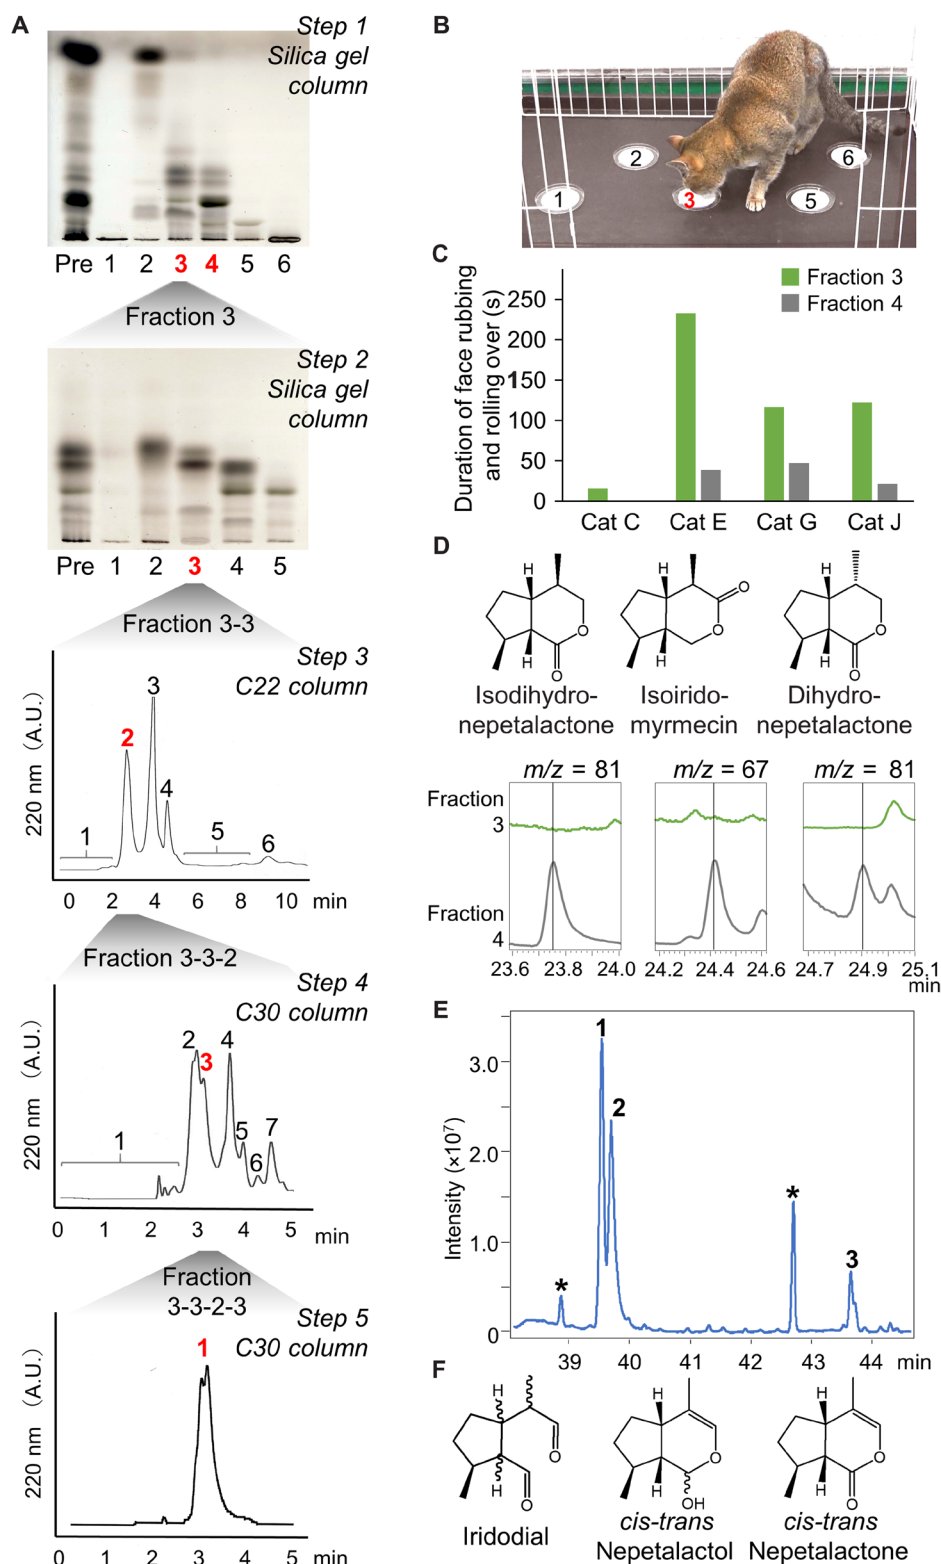 A
Step 1
Silica gel
column
Pre 1 2 3 4 5 6
Fraction 3
Step 2
Silica gel
column
Pre 1 2 3 4 5
Fraction 3-3
Step 3
C22 column
220 nm (A.U.)
1 2 3 4 5 6
0 2 4 6 8 10 min
Fraction 3-3-2
Step 4
C30 column
220 nm (A.U.)
1 2 3 4 5 6 7
0 1 2 3 4 5 min
Fraction
3-3-2-3
Step 5
C30 column
220 nm (A.U.)
1
0 1 2 3 4 5 min
B
1 2 3 5 6
C
Duration of face rubbing
and rolling over (s)
250
200
150
100
50
0
Fraction 3
Fraction 4
Cat C Cat E Cat G Cat J
D
H H O O
Isodihydro-
nepetalactone
H H O O
Isoirido-
myrmecin
H H O O
Dihydro-
nepetalactone
m/z = 81 m/z = 67 m/z = 81
Fraction
3
Fraction
4
23.6 23.8 24.0 24.2 24.4 24.6 24.7 24.9 25.1
min
E
Intensity (×10⁷)
3.0
2.0
1.0
0
* 1 2 * 3
39 40 41 42 43 44 min
F
H H O O
Iridodial
H H O OH
cis-trans
Nepetalactol
H H O O
cis-trans
Nepetalactone